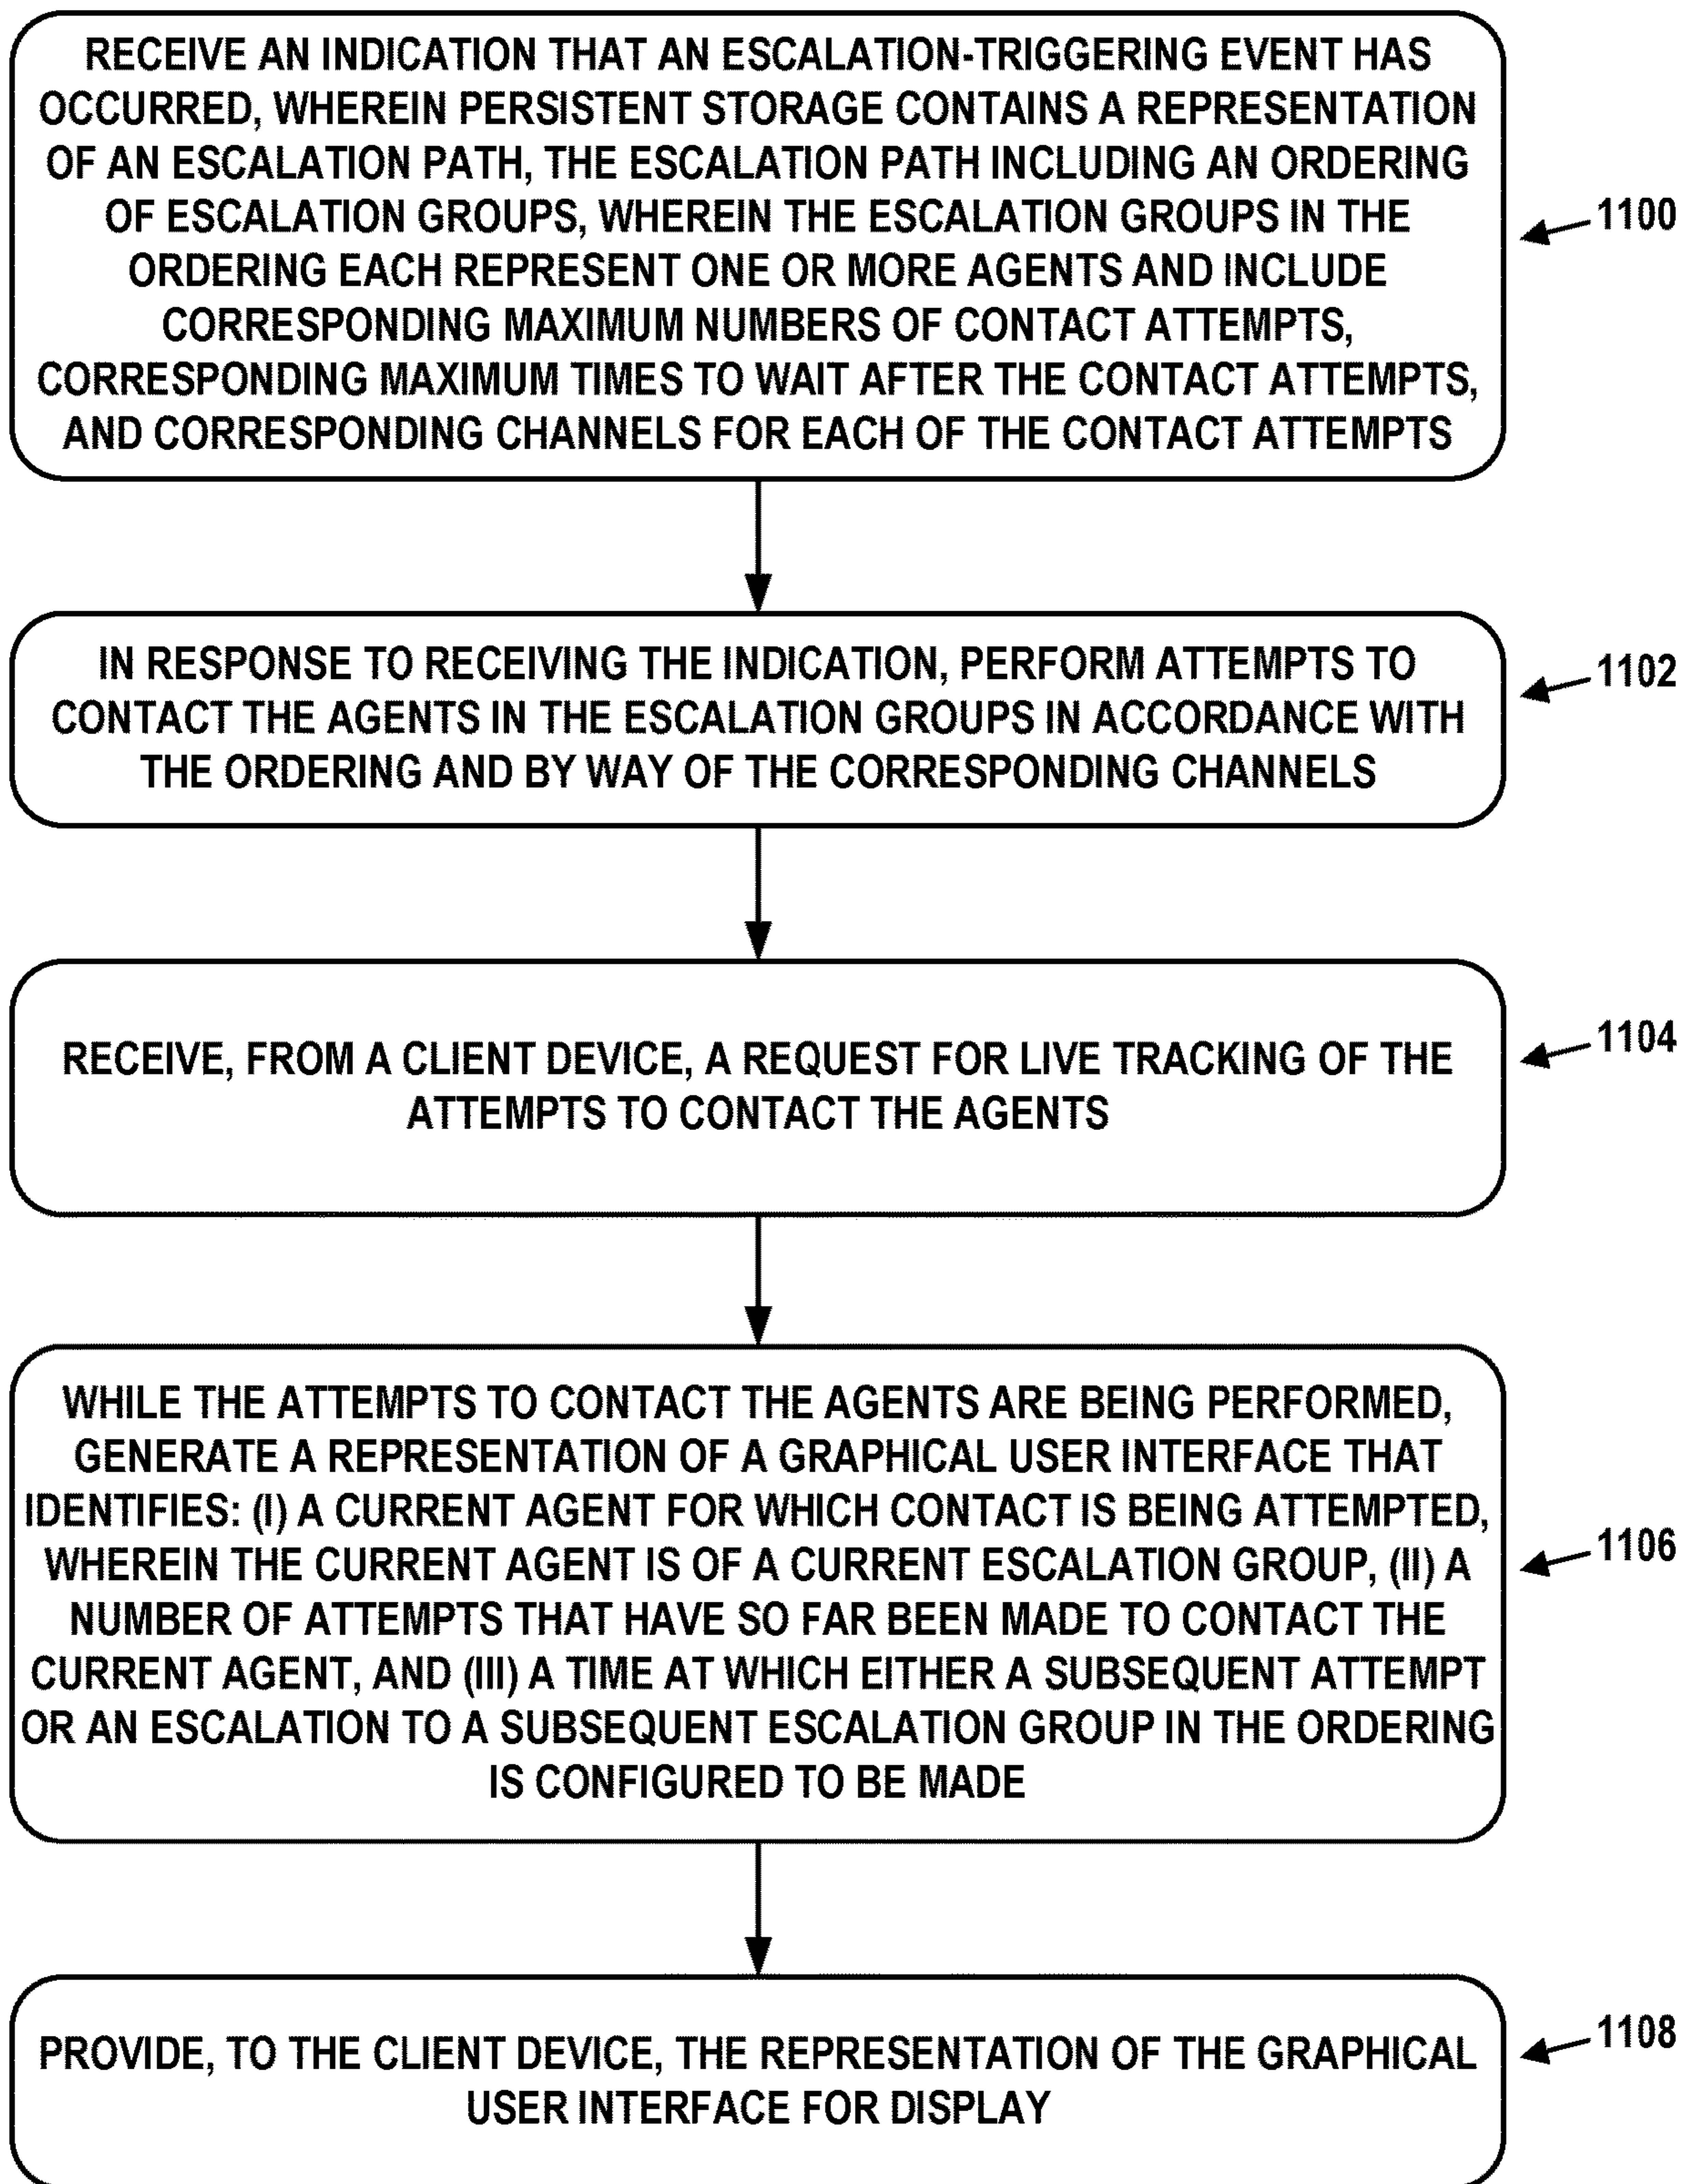 RECEIVE AN INDICATION THAT AN ESCALATION-TRIGGERING EVENT HAS
OCCURRED, WHEREIN PERSISTENT STORAGE CONTAINS A REPRESENTATION
OF AN ESCALATION PATH, THE ESCALATION PATH INCLUDING AN ORDERING
OF ESCALATION GROUPS, WHEREIN THE ESCALATION GROUPS IN THE
ORDERING EACH REPRESENT ONE OR MORE AGENTS AND INCLUDE
CORRESPONDING MAXIMUM NUMBERS OF CONTACT ATTEMPTS,
CORRESPONDING MAXIMUM TIMES TO WAIT AFTER THE CONTACT ATTEMPTS,
AND CORRESPONDING CHANNELS FOR EACH OF THE CONTACT ATTEMPTS
1100
IN RESPONSE TO RECEIVING THE INDICATION, PERFORM ATTEMPTS TO
CONTACT THE AGENTS IN THE ESCALATION GROUPS IN ACCORDANCE WITH
THE ORDERING AND BY WAY OF THE CORRESPONDING CHANNELS
1102
RECEIVE, FROM A CLIENT DEVICE, A REQUEST FOR LIVE TRACKING OF THE
ATTEMPTS TO CONTACT THE AGENTS
1104
WHILE THE ATTEMPTS TO CONTACT THE AGENTS ARE BEING PERFORMED,
GENERATE A REPRESENTATION OF A GRAPHICAL USER INTERFACE THAT
IDENTIFIES: (I) A CURRENT AGENT FOR WHICH CONTACT IS BEING ATTEMPTED,
WHEREIN THE CURRENT AGENT IS OF A CURRENT ESCALATION GROUP, (II) A
NUMBER OF ATTEMPTS THAT HAVE SO FAR BEEN MADE TO CONTACT THE
CURRENT AGENT, AND (III) A TIME AT WHICH EITHER A SUBSEQUENT ATTEMPT
OR AN ESCALATION TO A SUBSEQUENT ESCALATION GROUP IN THE ORDERING
IS CONFIGURED TO BE MADE
1106
PROVIDE, TO THE CLIENT DEVICE, THE REPRESENTATION OF THE GRAPHICAL
USER INTERFACE FOR DISPLAY
1108